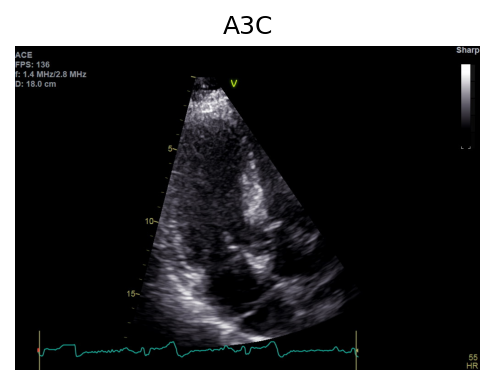 A3C
ACE
FPS: 136
f: 1.4 MHz/2.8 MHz
D: 18.0 cm
Sharp
V
5
10
15
55
HR